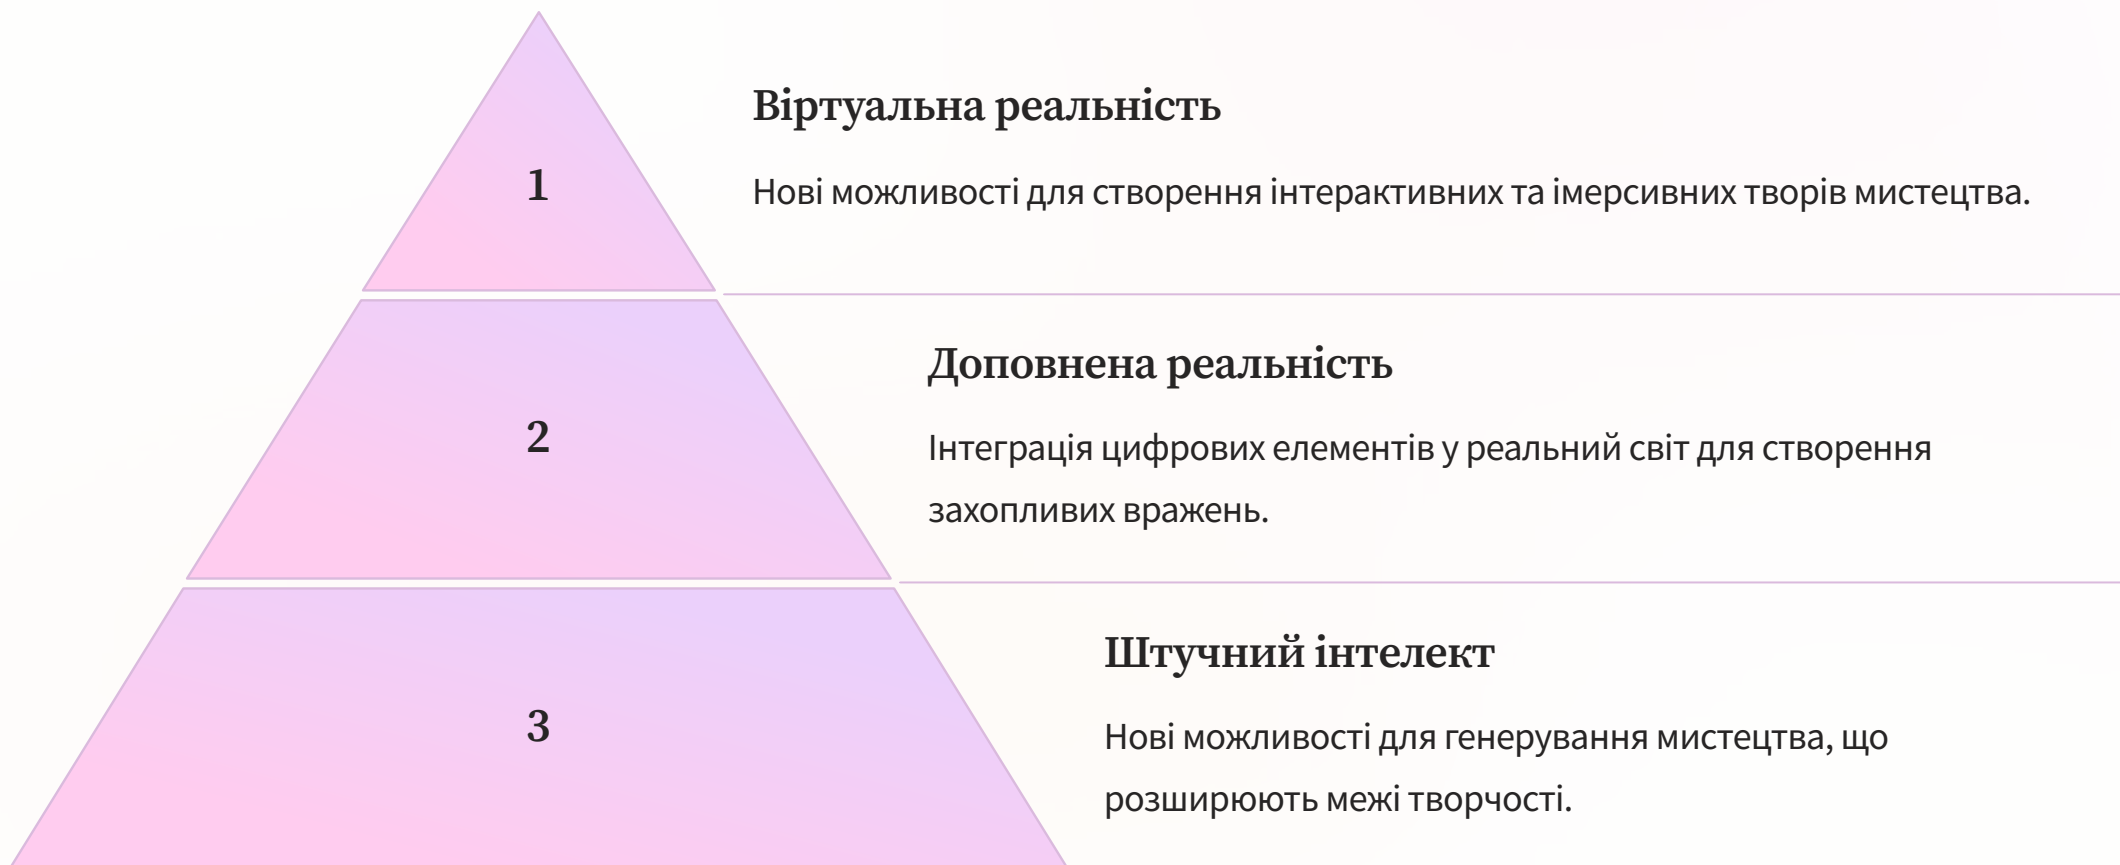 1
Віртуальна реальність
Нові можливості для створення інтерактивних та імерсивних творів мистецтва.
2
Доповнена реальність
Інтеграція цифрових елементів у реальний світ для створення
захопливих вражень.
3
Штучний інтелект
Нові можливості для генерування мистецтва, що
розширюють межі творчості.